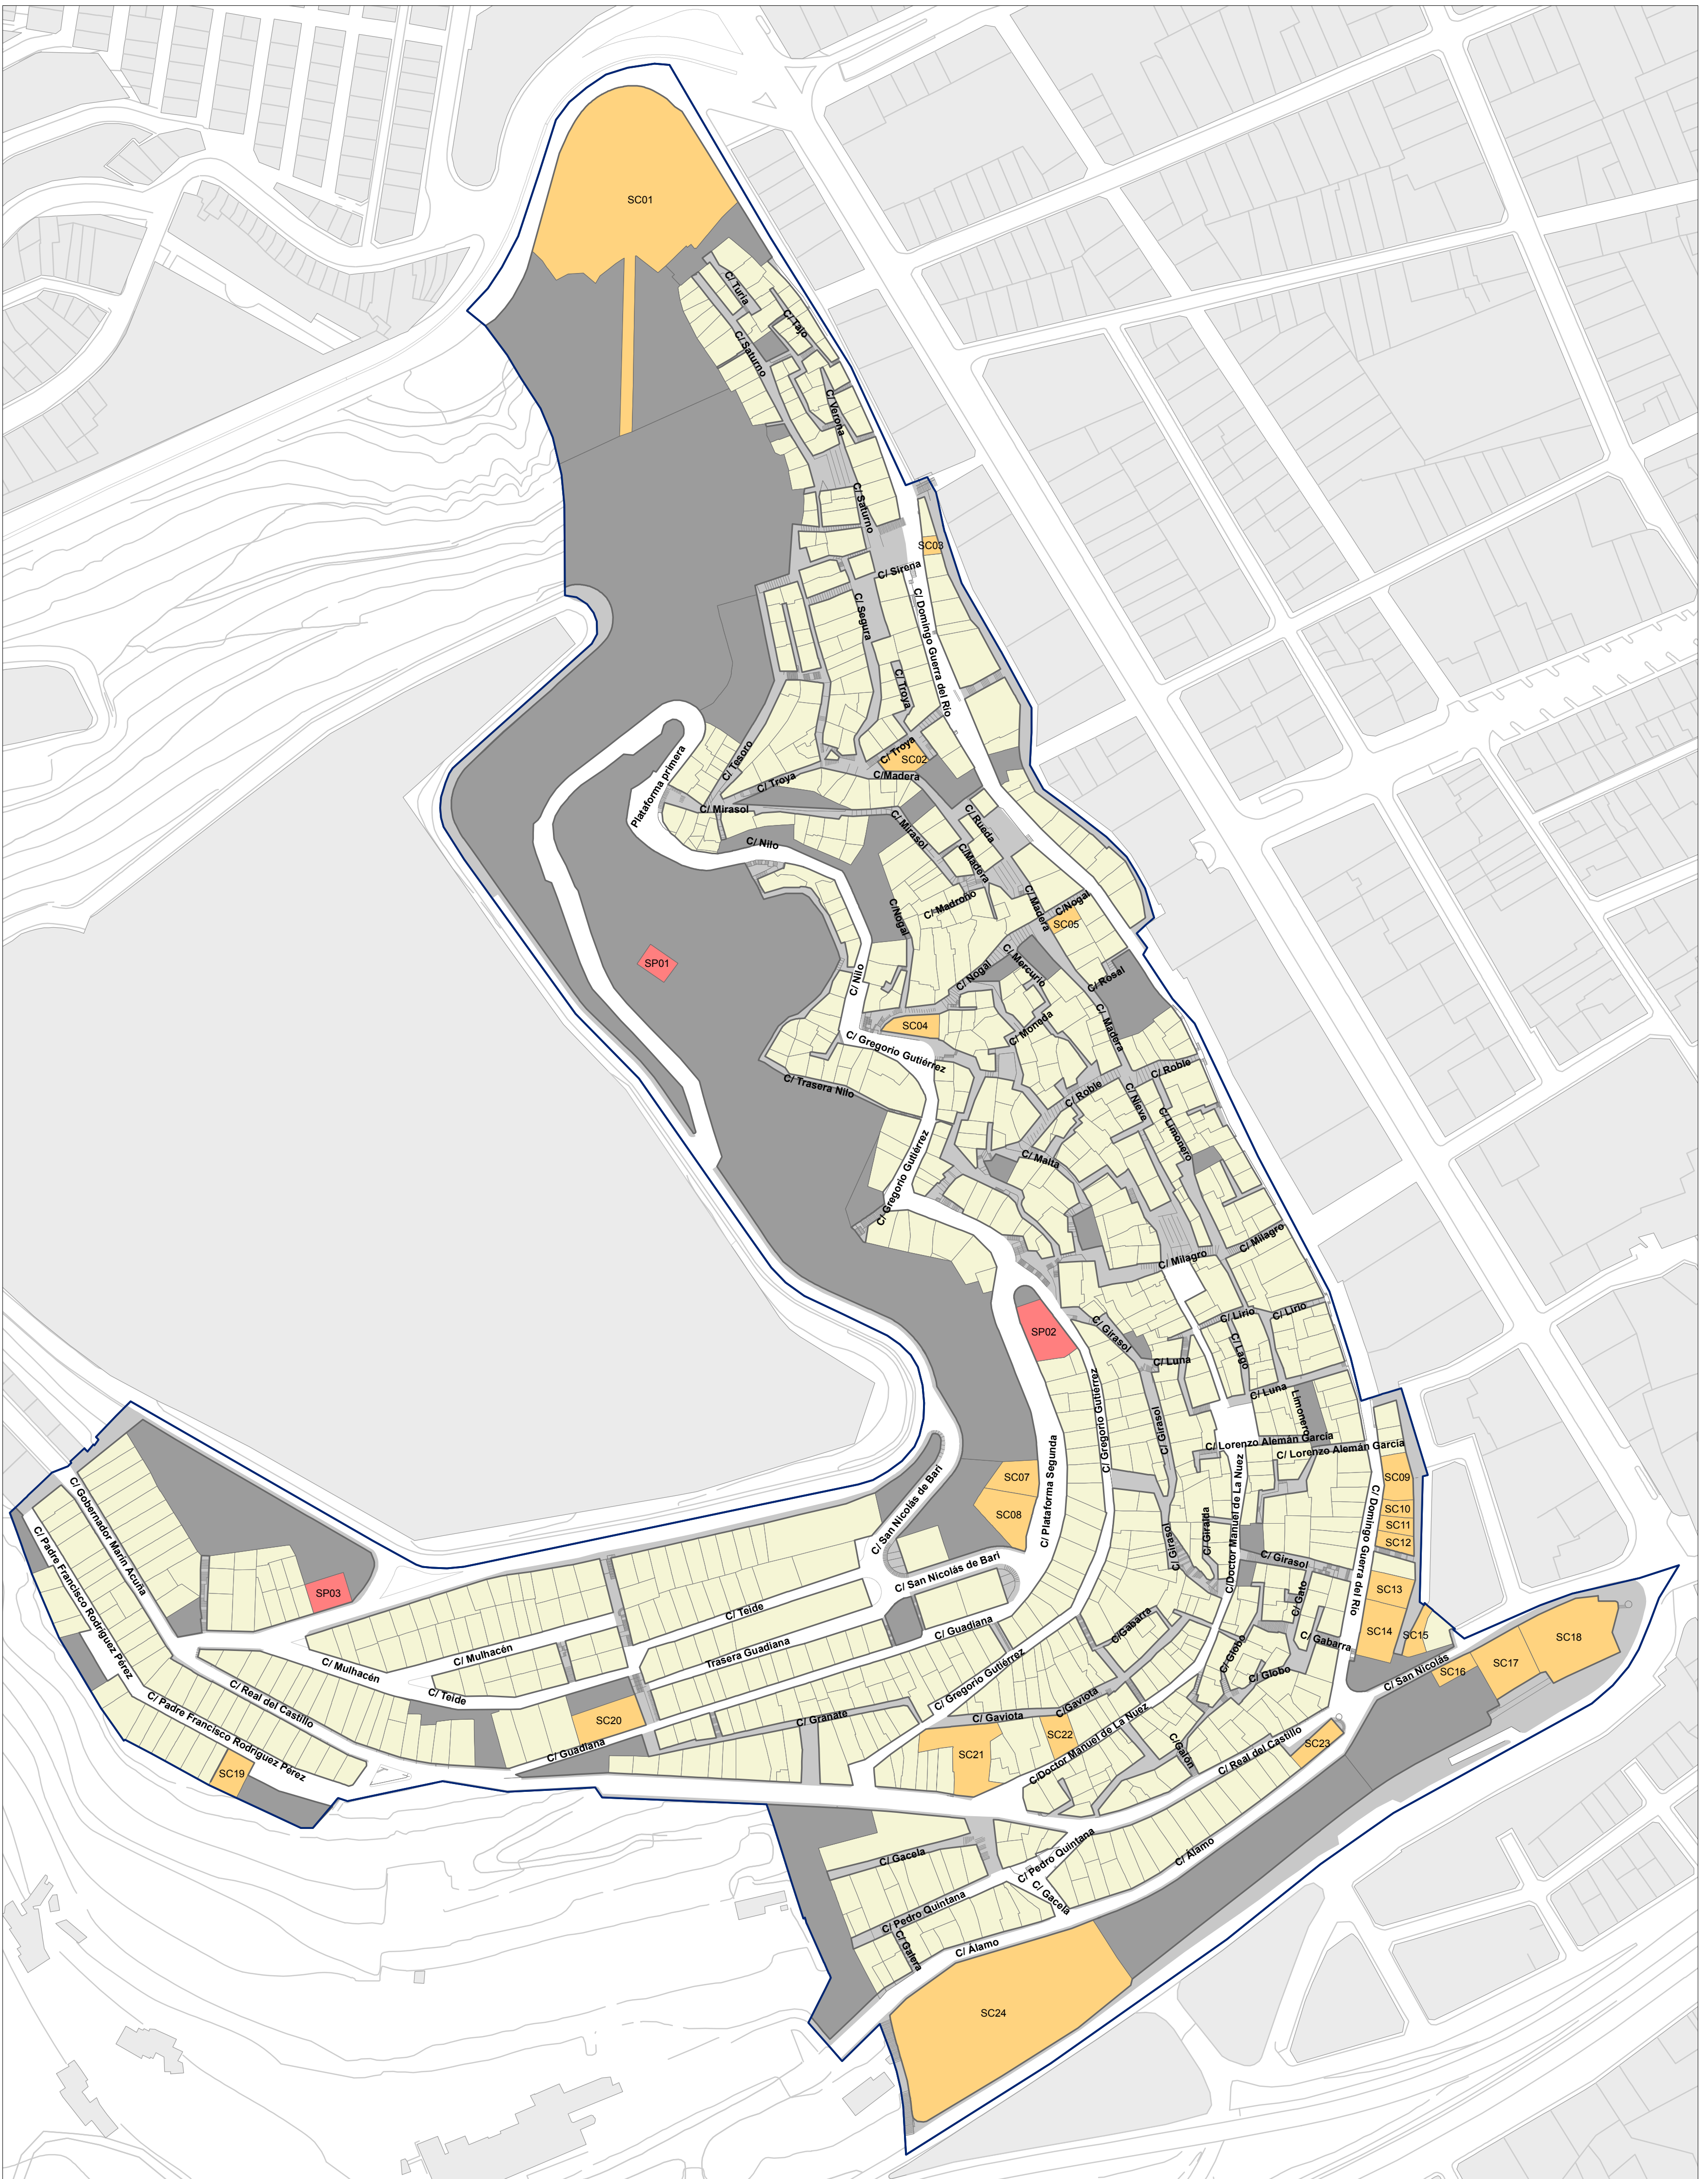 SC01
C/ Turia
C/ Tajo
C/ Saturno
C/ Verona
C/ Saturno
SC03
C/ Sirena
C/ Segura
C/ Domingo Guerra del Río
C/ Troya
C/ Troya
SC02
C/Madera
C/ Tesoro
Plataforma primera
C/ Troya
C/ Mirasol
C/ Mirasol
C/ Rueda
C/ Nilo
C/Madera
C/ Madroño
C/Nogal
C/ Madera
C/Nogal
SC05
SP01
C/ Nilo
C/ Nogal
C/ Mercurio
C/ Rosal
SC04
C/ Moneda
C/ Madera
C/ Gregorio Gutiérrez
C/ Trasera Nilo
C/ Roble
C/ Roble
C/ Nieve
C/ Limonero
C/ Malta
C/ Gregorio Gutiérrez
C/ Milagro
C/ Milagro
SP02
C/ Girasol
C/ Lirio
C/ Lirio
C/ Luna
C/ Lago
C/ Luna
Limonero
C/ Gregorio Gutiérrez
C/ Girasol
C/ Plataforma Segunda
C/ Lorenzo Alemán García
C/ Lorenzo Alemán García
SC07
SC08
SC09
SC10
SC11
SC12
C/ Domingo Guerra del Río
C/ San Nicolás de Bari
C/ San Nicolás de Bari
C/ Girasol
C/ Giralda
C/Doctor Manuel de La Nuez
C/ Girasol
C/ Gato
SC13
SC14
SC15
C/ Gobernador Marín Acuña
C/ Padre Francisco Rodríguez Pérez
SP03
C/ Teide
C/ Mulhacén
C/ Mulhacén
Trasera Guadiana
C/ Guadiana
C/Gabarra
C/ Gabarra
C/ Globo
C/ Globo
SC18
SC17
SC16
C/ San Nicolás
C/ Teide
C/ Real del Castillo
C/ Padre Francisco Rodríguez Pérez
SC20
C/ Guadiana
C/ Granate
C/ Gregorio Gutiérrez
C/ Gaviota
C/Gaviota
SC21
SC22
C/Doctor Manuel de La Nuez
C/Galón
C/ Real del Castillo
SC23
SC19
C/ Gacela
C/ Pedro Quintana
C/ Gacela
C/ Álamo
C/ Pedro Quintana
C/ Galera
C/ Álamo
SC24